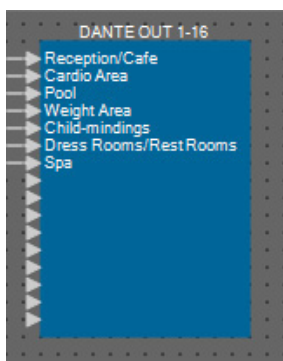 DANTE OUT 1-16
Reception/Cafe
Cardio Area
Pool
Weight Area
Child-mindings
Dress Rooms/Rest Rooms
Spa